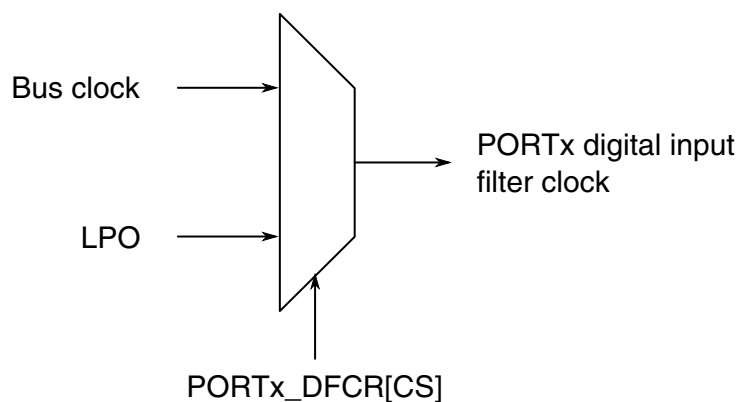 Bus clock
PORTx digital input
filter clock
LPO
PORTx_DFCR[CS]